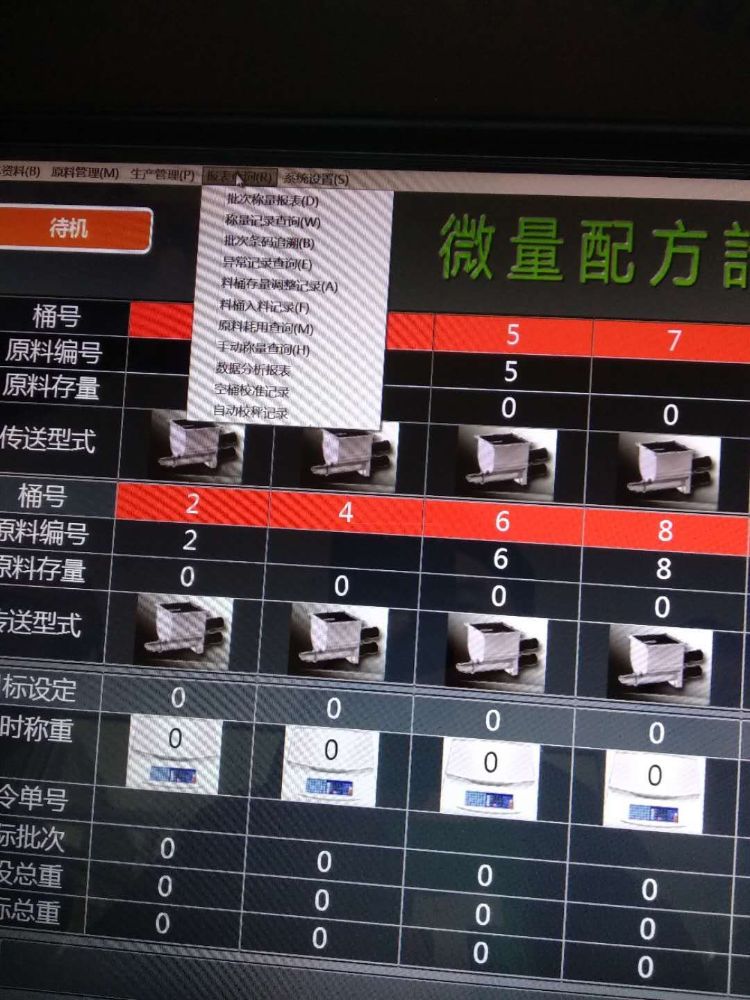 资料(B) 原料管理(M) 生产管理(P) 报表查询(R) 系统设置(S)
批次称量报表(D)
称量记录查询(W)
批次条码追溯(B)
异常记录查询(E)
料桶存量调整记录(A)
料桶入料记录(F)
原料耗用查询(M)
手动称量查询(H)
数据分析报表
空桶校准记录
自动校秤记录
待机
微量配方計
桶号 5 7
原料编号 5
原料存量 0 0
传送型式
桶号 2 4 6 8
原料编号 2 6 8
原料存量 0 0 0 0
传送型式
标设定 0 0 0 0
时称重 0 0 0 0
令单号
标批次 0 0 0 0
设总重 0 0 0 0
际总重 0 0 0 0